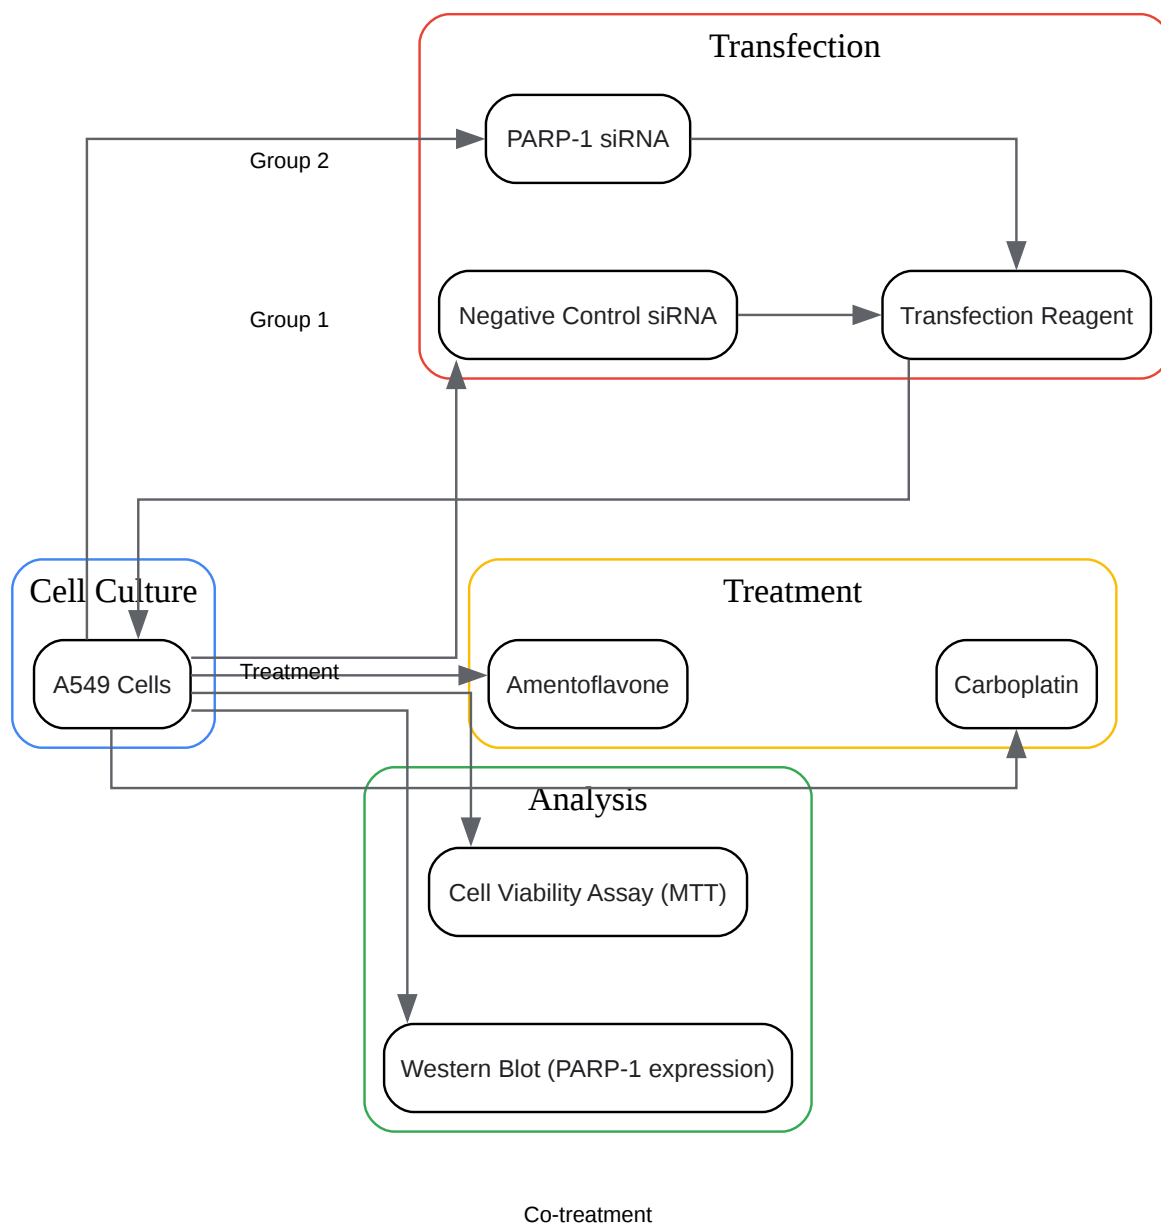 Transfection
PARP-1 siRNA
Group 2
Negative Control siRNA
Transfection Reagent
Group 1
Cell Culture
Treatment
A549 Cells
Treatment
Amentoflavone
Carboplatin
Analysis
Cell Viability Assay (MTT)
Western Blot (PARP-1 expression)
Co-treatment